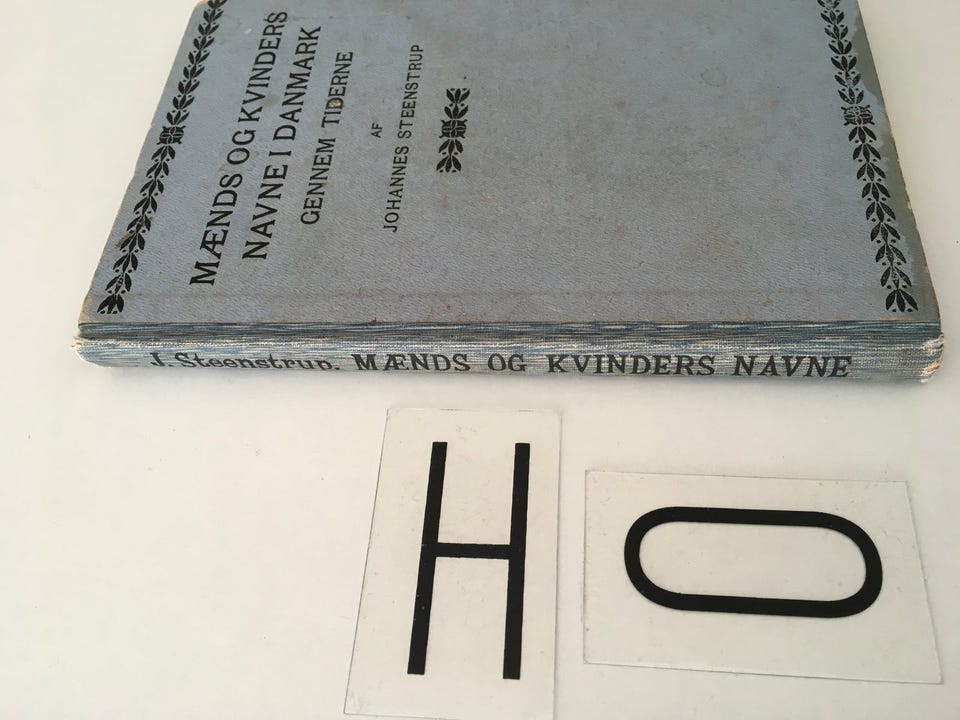 MÆNDS OG KVINDERS
NAVNE I DANMARK
GENNEM TIDERNE
AF
JOHANNES STEENSTRUP
J. Steenstrup. MÆNDS OG KVINDERS NAVNE
H O